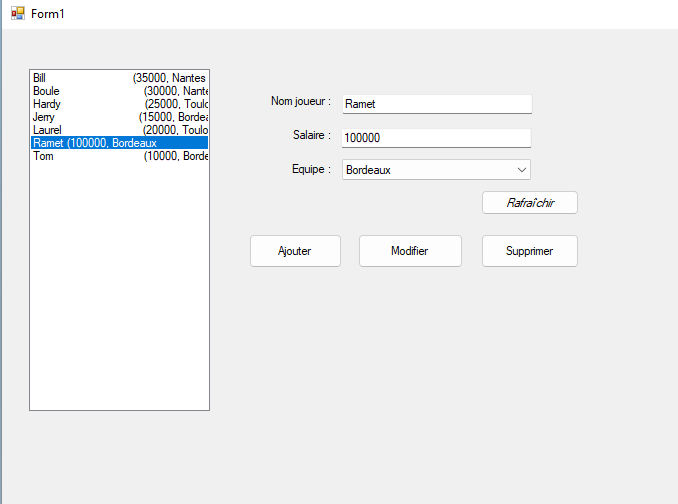 Form1
Bill (35000, Nantes
Boule (30000, Nante
Hardy (25000, Toulo
Jerry (15000, Bordea
Laurel (20000, Toulo
Ramet (100000, Bordeaux
Tom (10000, Borde
Nom joueur : Ramet
Salaire : 100000
Equipe : Bordeaux
Rafraîchir
Ajouter Modifier Supprimer